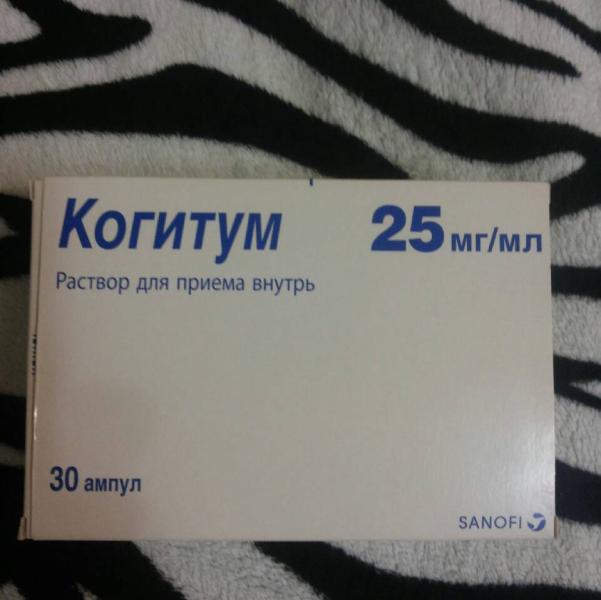 Когитум 25 мг/мл
Раствор для приема внутрь
30 ампул
SANOFI